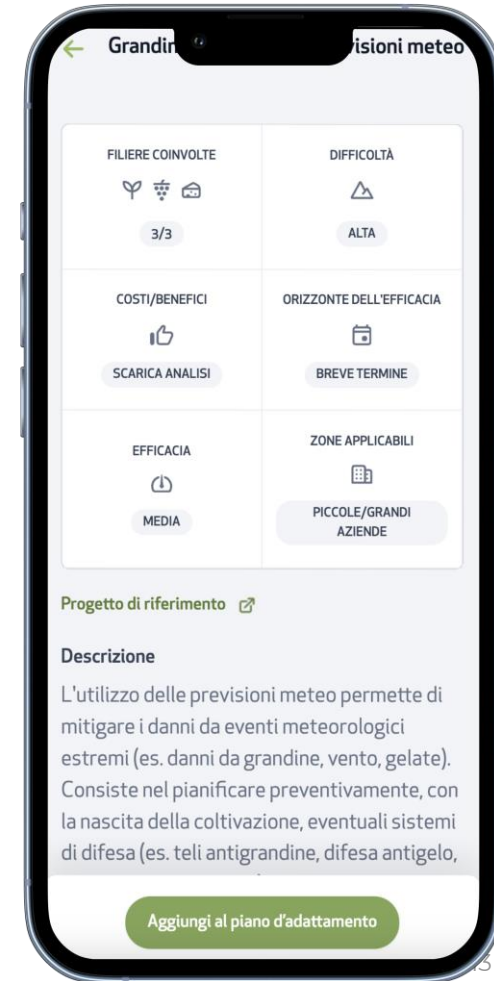 Grandin
visioni meteo
FILIERE COINVOLTE
DIFFICOLTÀ
3/3
ALTA
COSTI/BENEFICI
ORIZZONTE DELL'EFFICACIA
SCARICA ANALISI
BREVE TERMINE
EFFICACIA
ZONE APPLICABILI
MEDIA
PICCOLE/GRANDI
AZIENDE
Progetto di riferimento
Descrizione
L'utilizzo delle previsioni meteo permette di
mitigare i danni da eventi meteorologici
estremi (es. danni da grandine, vento, gelate).
Consiste nel pianificare preventivamente, con
la nascita della coltivazione, eventuali sistemi
di difesa (es. teli antigrandine, difesa antigelo,
Aggiungi al piano d'adattamento